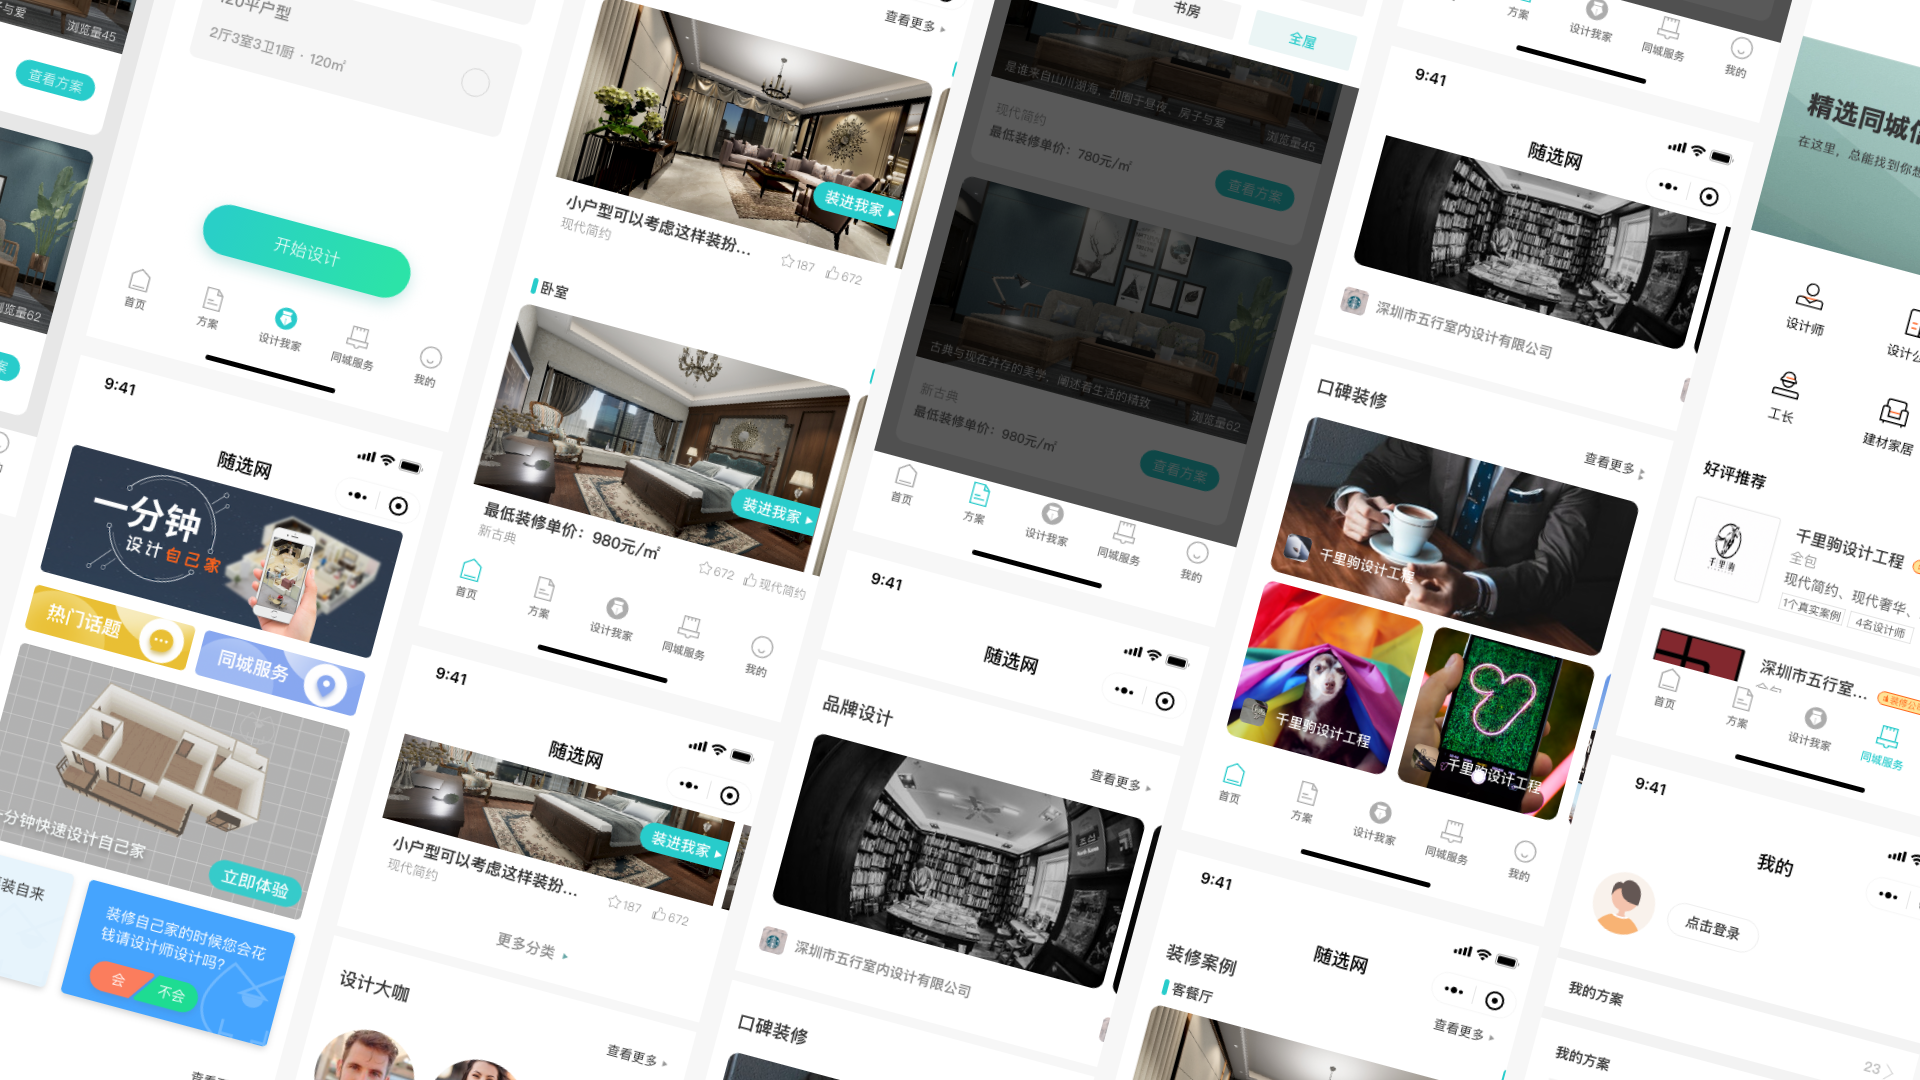 子与爱
浏览量45
查看方案
浏览量62
120平户型
2厅3室3卫1厨 · 120㎡
开始设计
首页
方案
设计我家
同城服务
我的
9:41
随选网
一分钟
设计自己家
热门话题
同城服务
一分钟快速设计自己家
立即体验
装自来
装修自己家的时候您会花
钱请设计师设计吗?
会
不会
查看更多
装进我家
小户型可以考虑这样装扮...
现代简约
187
672
卧室
装进我家
最低装修单价：980元/㎡
新古典
672
现代简约
首页
方案
设计我家
同城服务
我的
9:41
随选网
装进我家
小户型可以考虑这样装扮...
现代简约
187
672
更多分类
设计大咖
查看更多
书房
全屋
是谁来自山川湖海，却囿于昼夜、房子与爱
浏览量45
现代简约
最低装修单价：780元/㎡
查看方案
古典与现在并存的美学，阐述着生活的精致
浏览量62
新古典
最低装修单价：980元/㎡
查看方案
首页
方案
设计我家
同城服务
我的
9:41
随选网
品牌设计
查看更多
深圳市五行室内设计有限公司
口碑装修
方案
设计我家
同城服务
我的
9:41
随选网
深圳市五行室内设计有限公司
口碑装修
查看更多
千里驹设计工程
千里驹设计工程
千里驹设计工程
首页
方案
设计我家
同城服务
我的
9:41
随选网
装修案例
客餐厅
查看更多
精选同城
在这里，总能找到你想
设计师
工长
建材家居
好评推荐
千里驹
千里驹设计工程
全包
现代简约、现代奢华、
1个真实案例
4名设计师
深圳市五行室...
首页
方案
设计我家
同城服务
9:41
我的
点击登录
我的方案
我的方案
23